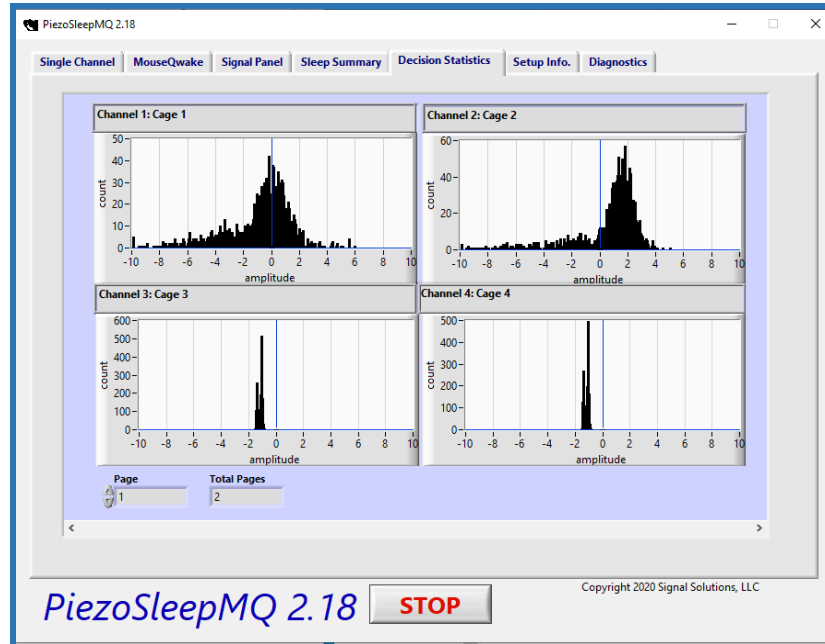 PiezoSleepMQ 2.18
Single Channel MouseQwake Signal Panel Sleep Summary Decision Statistics Setup Info. Diagnostics
Channel 1: Cage 1
50
40
30
20
10
0
count
-10 -8 -6 -4 -2 0 2 4 6 8 10
amplitude
Channel 2: Cage 2
60
40
20
0
count
-10 -8 -6 -4 -2 0 2 4 6 8 10
amplitude
Channel 3: Cage 3
600
500
400
300
200
100
0
count
-10 -8 -6 -4 -2 0 2 4 6 8 10
amplitude
Channel 4: Cage 4
500
400
300
200
100
0
count
-10 -8 -6 -4 -2 0 2 4 6 8 10
amplitude
Page Total Pages
1 2
Copyright 2020 Signal Solutions, LLC
PiezoSleepMQ 2.18 STOP